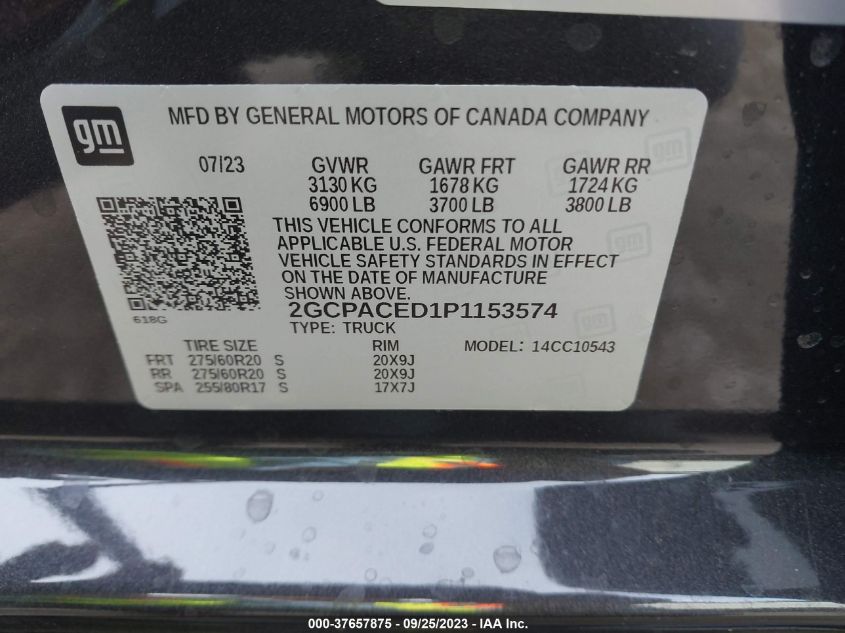 gm
MFD BY GENERAL MOTORS OF CANADA COMPANY
07/23 GVWR GAWR FRT GAWR RR
3130 KG 1678 KG 1724 KG
6900 LB 3700 LB 3800 LB
THIS VEHICLE CONFORMS TO ALL
APPLICABLE U.S. FEDERAL MOTOR
VEHICLE SAFETY STANDARDS IN EFFECT
ON THE DATE OF MANUFACTURE
SHOWN ABOVE.
618G
2GCPACED1P1153574
TYPE: TRUCK
TIRE SIZE RIM MODEL: 14CC10543
FRT 275/60R20 S 20X9J
RR 275/60R20 S 20X9J
SPA 255/80R17 S 17X7J
000-37657875 - 09/25/2023 - IAA Inc.